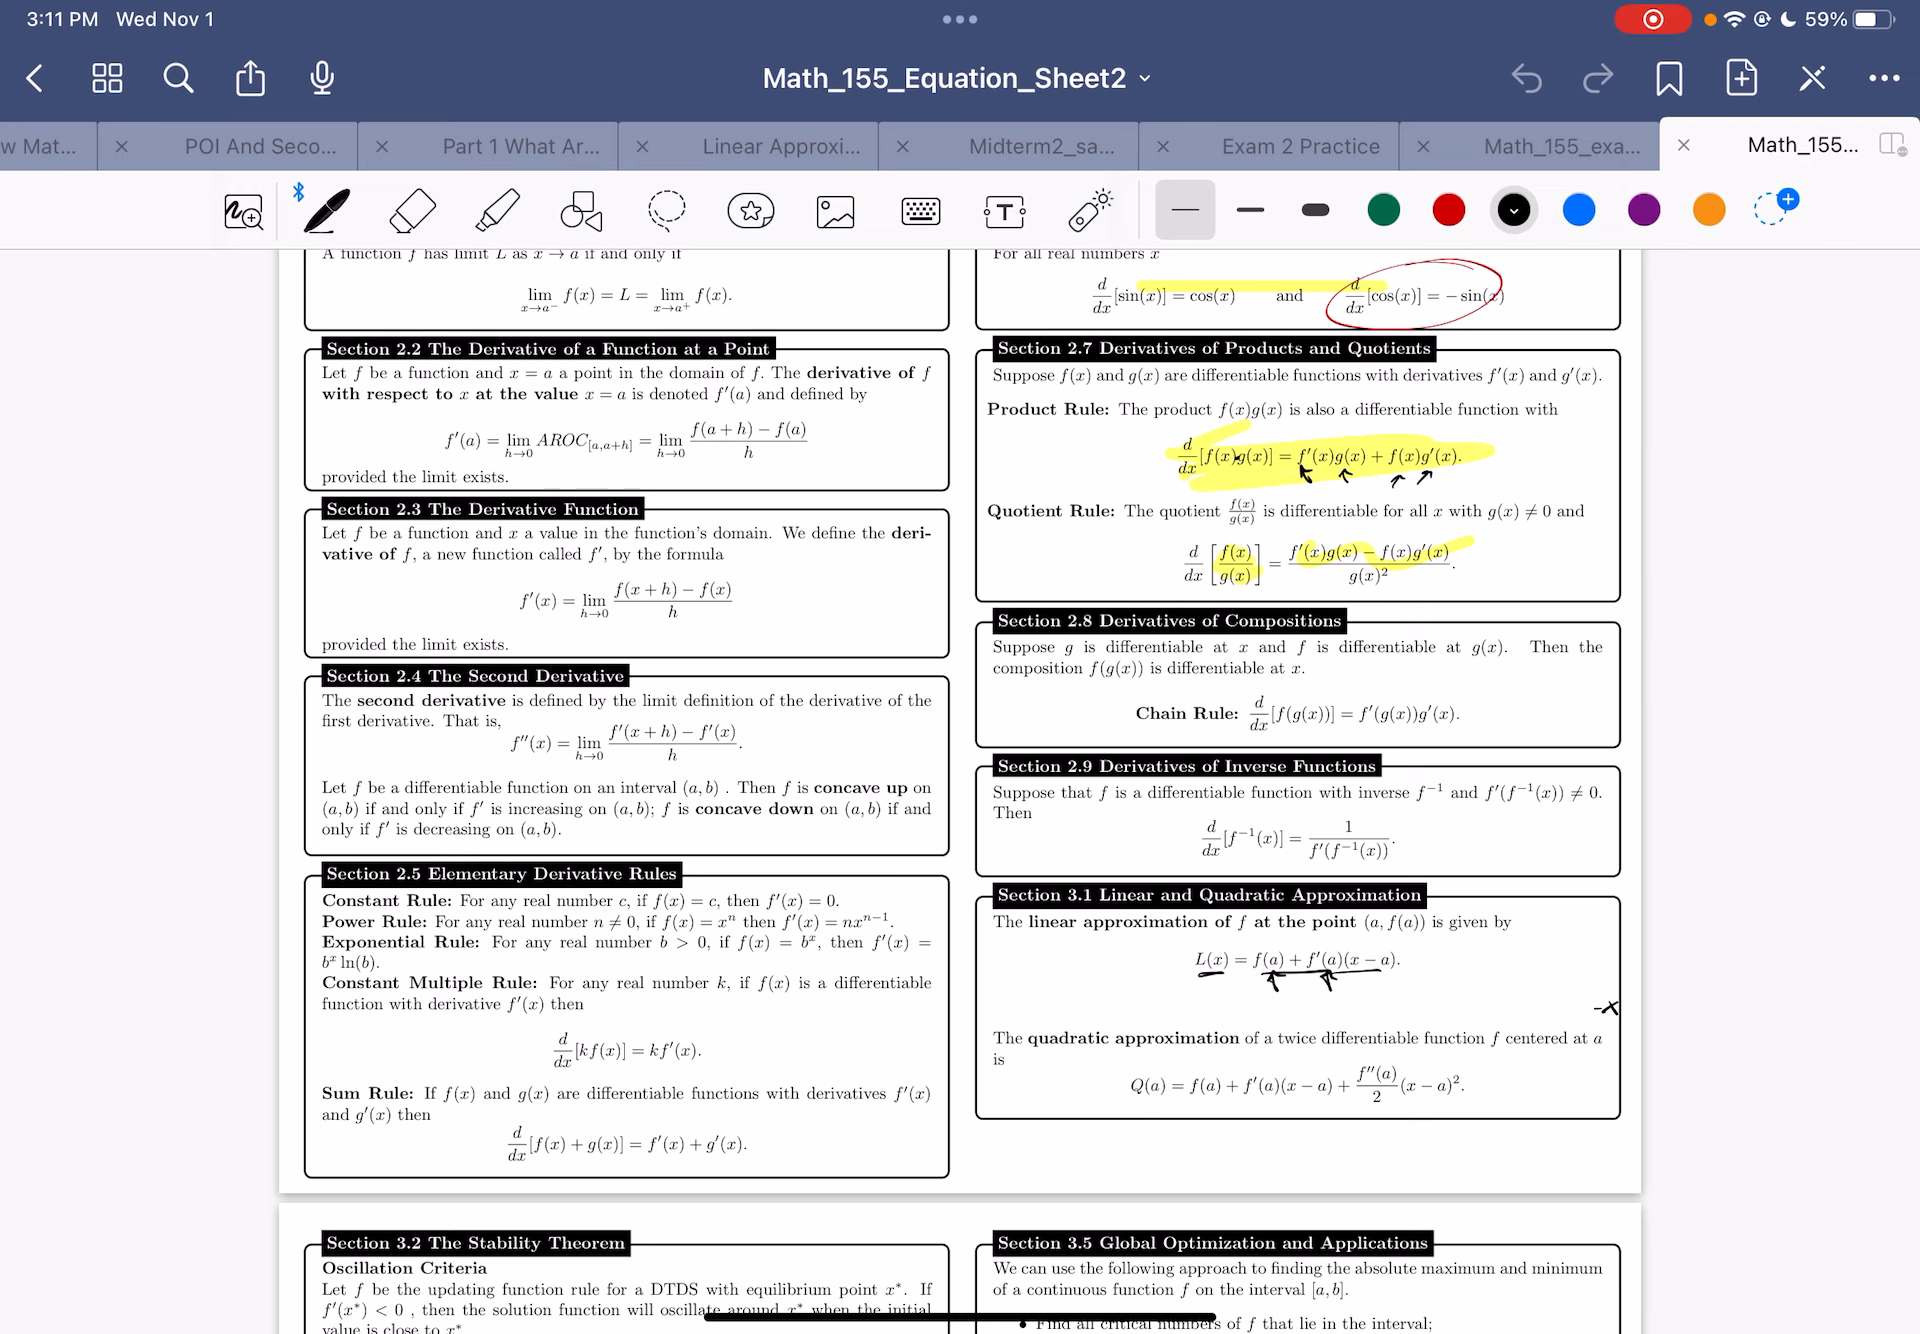 3:11 PM Wed Nov 1
59%
Math_155_Equation_Sheet2
w Mat...
POI And Seco...
Part 1 What Ar...
Linear Approxi...
Midterm2_sa...
Exam 2 Practice
Math_155_exa...
Math_155...
A function f has limit L as x → a if and only if
lim_{x→a⁻} f(x) = L = lim_{x→a⁺} f(x).
Section 2.2 The Derivative of a Function at a Point
Let f be a function and x = a a point in the domain of f. The derivative of f
with respect to x at the value x = a is denoted f′(a) and defined by
f′(a) = lim_{h→0} AROC_{[a,a+h]} = lim_{h→0} (f(a + h) − f(a))/h
provided the limit exists.
Section 2.3 The Derivative Function
Let f be a function and x a value in the function's domain. We define the deri-
vative of f, a new function called f′, by the formula
f′(x) = lim_{h→0} (f(x + h) − f(x))/h
provided the limit exists.
Section 2.4 The Second Derivative
The second derivative is defined by the limit definition of the derivative of the
first derivative. That is,
f″(x) = lim_{h→0} (f′(x + h) − f′(x))/h.
Let f be a differentiable function on an interval (a, b) . Then f is concave up on
(a, b) if and only if f′ is increasing on (a, b); f is concave down on (a, b) if and
only if f′ is decreasing on (a, b).
Section 2.5 Elementary Derivative Rules
Constant Rule: For any real number c, if f(x) = c, then f′(x) = 0.
Power Rule: For any real number n ≠ 0, if f(x) = xⁿ then f′(x) = nxⁿ⁻¹.
Exponential Rule: For any real number b > 0, if f(x) = bˣ, then f′(x) =
bˣ ln(b).
Constant Multiple Rule: For any real number k, if f(x) is a differentiable
function with derivative f′(x) then
d/dx [kf(x)] = kf′(x).
Sum Rule: If f(x) and g(x) are differentiable functions with derivatives f′(x)
and g′(x) then
d/dx [f(x) + g(x)] = f′(x) + g′(x).
For all real numbers x
d/dx [sin(x)] = cos(x) and d/dx [cos(x)] = − sin(x)
Section 2.7 Derivatives of Products and Quotients
Suppose f(x) and g(x) are differentiable functions with derivatives f′(x) and g′(x).
Product Rule: The product f(x)g(x) is also a differentiable function with
d/dx [f(x)g(x)] = f′(x)g(x) + f(x)g′(x).
Quotient Rule: The quotient f(x)/g(x) is differentiable for all x with g(x) ≠ 0 and
d/dx [f(x)/g(x)] = (f′(x)g(x) − f(x)g′(x))/g(x)².
Section 2.8 Derivatives of Compositions
Suppose g is differentiable at x and f is differentiable at g(x). Then the
composition f(g(x)) is differentiable at x.
Chain Rule: d/dx [f(g(x))] = f′(g(x))g′(x).
Section 2.9 Derivatives of Inverse Functions
Suppose that f is a differentiable function with inverse f⁻¹ and f′(f⁻¹(x)) ≠ 0.
Then
d/dx [f⁻¹(x)] = 1/f′(f⁻¹(x)).
Section 3.1 Linear and Quadratic Approximation
The linear approximation of f at the point (a, f(a)) is given by
L(x) = f(a) + f′(a)(x − a).
-x
The quadratic approximation of a twice differentiable function f centered at a
is
Q(a) = f(a) + f′(a)(x − a) + f″(a)/2 (x − a)².
Section 3.2 The Stability Theorem
Oscillation Criteria
Let f be the updating function rule for a DTDS with equilibrium point x*. If
f′(x*) < 0 , then the solution function will oscillate around x* when the initial
value is close to x*
Section 3.5 Global Optimization and Applications
We can use the following approach to finding the absolute maximum and minimum
of a continuous function f on the interval [a, b].
• Find all critical numbers of f that lie in the interval;